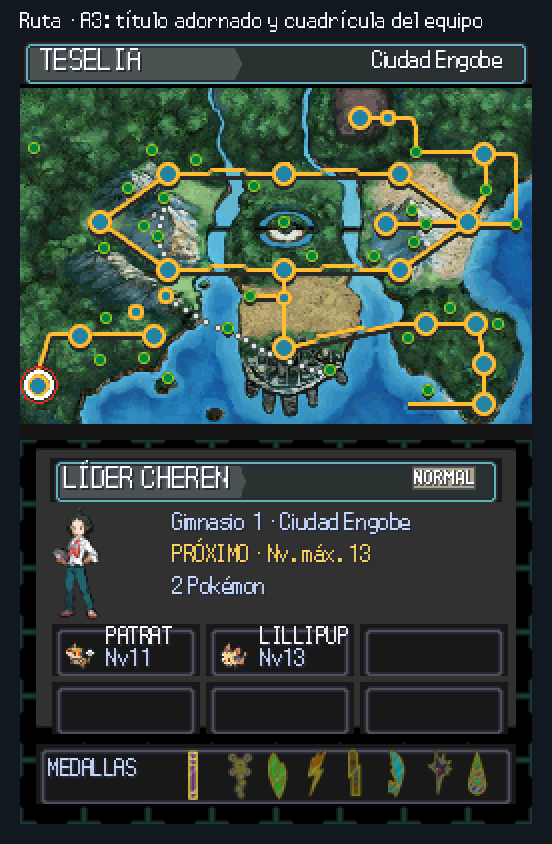 Ruta · A3: título adornado y cuadrícula del equipo
TESELIA
Ciudad Engobe
LÍDER CHEREN
NORMAL
Gimnasio 1 · Ciudad Engobe
PRÓXIMO · Nv. máx. 13
2 Pokémon
PATRAT
Nv11
LILLIPUP
Nv13
MEDALLAS